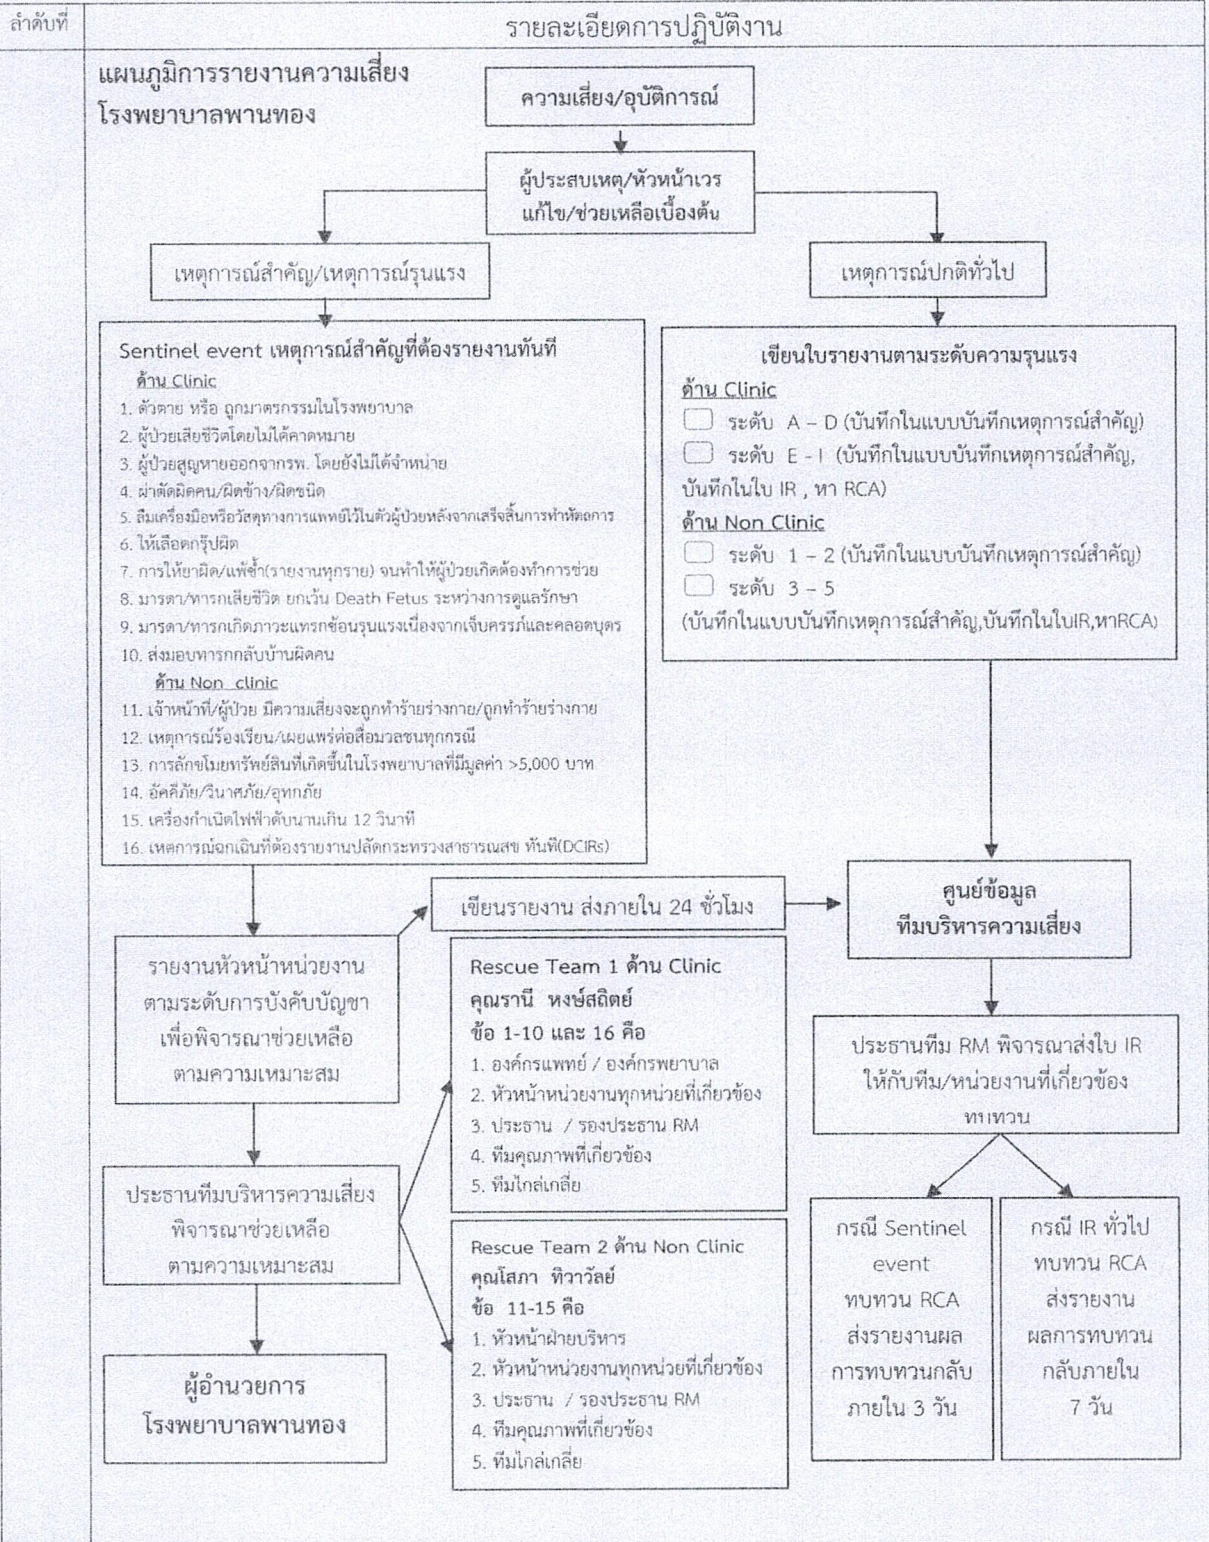 ลำดับที่
รายละเอียดการปฏิบัติงาน
แผนภูมิการรายงานความเสี่ยง
โรงพยาบาลพานทอง
ความเสี่ยง/อุบัติการณ์
ผู้ประสบเหตุ/หัวหน้าเวร
แก้ไข/ช่วยเหลือเบื้องต้น
เหตุการณ์สำคัญ/เหตุการณ์รุนแรง
เหตุการณ์ปกติทั่วไป
Sentinel event เหตุการณ์สำคัญที่ต้องรายงานทันที
ด้าน Clinic
1. ตัวตาย หรือ ถูกฆาตรกรรมในโรงพยาบาล
2. ผู้ป่วยเสียชีวิตโดยไม่ได้คาดหมาย
3. ผู้ป่วยสูญหายออกจากรพ. โดยยังไม่ได้จำหน่าย
4. ผ่าตัดผิดคน/ผิดข้าง/ผิดชนิด
5. ลืมเครื่องมือหรือวัสดุทางการแพทย์ไว้ในตัวผู้ป่วยหลังจากเสร็จสิ้นการทำหัตถการ
6. ให้เลือดกรุ๊ปผิด
7. การให้ยาผิด/แพ้ซ้ำ(รายงานทุกราย) จนทำให้ผู้ป่วยเกิดต้องทำการช่วย
8. มารดา/ทารกเสียชีวิต ยกเว้น Death Fetus ระหว่างการดูแลรักษา
9. มารดา/ทารกเกิดภาวะแทรกซ้อนรุนแรงเนื่องจากเจ็บครรภ์และคลอดบุตร
10. ส่งมอบทารกกลับบ้านผิดคน
ด้าน Non clinic
11. เจ้าหน้าที่/ผู้ป่วย มีความเสี่ยงจะถูกทำร้ายร่างกาย/ถูกทำร้ายร่างกาย
12. เหตุการณ์ร้องเรียน/เผยแพร่ต่อสื่อมวลชนทุกกรณี
13. การลักขโมยทรัพย์สินที่เกิดขึ้นในโรงพยาบาลที่มีมูลค่า >5,000 บาท
14. อัคคีภัย/วินาศภัย/อุทกภัย
15. เครื่องกำเนิดไฟฟ้าดับนานเกิน 12 วินาที
16. เหตุการณ์ฉุกเฉินที่ต้องรายงานปลัดกระทรวงสาธารณสุข ทันที(DCIRs)
เขียนใบรายงานตามระดับความรุนแรง
ด้าน Clinic
ระดับ A – D (บันทึกในแบบบันทึกเหตุการณ์สำคัญ)
ระดับ E - I (บันทึกในแบบบันทึกเหตุการณ์สำคัญ,
บันทึกในใบ IR , หา RCA)
ด้าน Non Clinic
ระดับ 1 – 2 (บันทึกในแบบบันทึกเหตุการณ์สำคัญ)
ระดับ 3 – 5
(บันทึกในแบบบันทึกเหตุการณ์สำคัญ,บันทึกในใบIR,หาRCA)
เขียนรายงาน ส่งภายใน 24 ชั่วโมง
ศูนย์ข้อมูล
ทีมบริหารความเสี่ยง
รายงานหัวหน้าหน่วยงาน
ตามระดับการบังคับบัญชา
เพื่อพิจารณาช่วยเหลือ
ตามความเหมาะสม
Rescue Team 1 ด้าน Clinic
คุณรานี หงษ์สถิตย์
ข้อ 1-10 และ 16 คือ
1. องค์กรแพทย์ / องค์กรพยาบาล
2. หัวหน้าหน่วยงานทุกหน่วยที่เกี่ยวข้อง
3. ประธาน / รองประธาน RM
4. ทีมคุณภาพที่เกี่ยวข้อง
5. ทีมไกล่เกลี่ย
ประธานทีม RM พิจารณาส่งใบ IR
ให้กับทีม/หน่วยงานที่เกี่ยวข้อง
ทบทวน
ประธานทีมบริหารความเสี่ยง
พิจารณาช่วยเหลือ
ตามความเหมาะสม
Rescue Team 2 ด้าน Non Clinic
คุณโสภา ทิวาวัลย์
ข้อ 11-15 คือ
1. หัวหน้าฝ่ายบริหาร
2. หัวหน้าหน่วยงานทุกหน่วยที่เกี่ยวข้อง
3. ประธาน / รองประธาน RM
4. ทีมคุณภาพที่เกี่ยวข้อง
5. ทีมไกล่เกลี่ย
กรณี Sentinel
event
ทบทวน RCA
ส่งรายงานผล
การทบทวนกลับ
ภายใน 3 วัน
กรณี IR ทั่วไป
ทบทวน RCA
ส่งรายงาน
ผลการทบทวน
กลับภายใน
7 วัน
ผู้อำนวยการ
โรงพยาบาลพานทอง